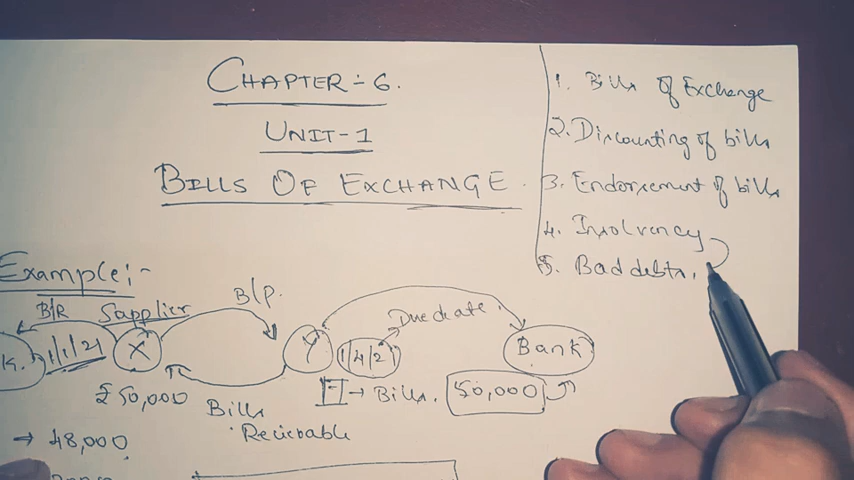 CHAPTER-6.
UNIT-1
BILLS OF EXCHANGE.
1. Bills of Exchange
2. Discounting of bills
3. Endorsement of bills
4. Insolvency
5. Bad debts.
Example:-
B/R Supplier
B/P.
Due date.
K. 1/1/21 X
Y 1/4/2
Bank
₹50,000
Bills
Recievable
H → Bills. 50,000
→ 48,000